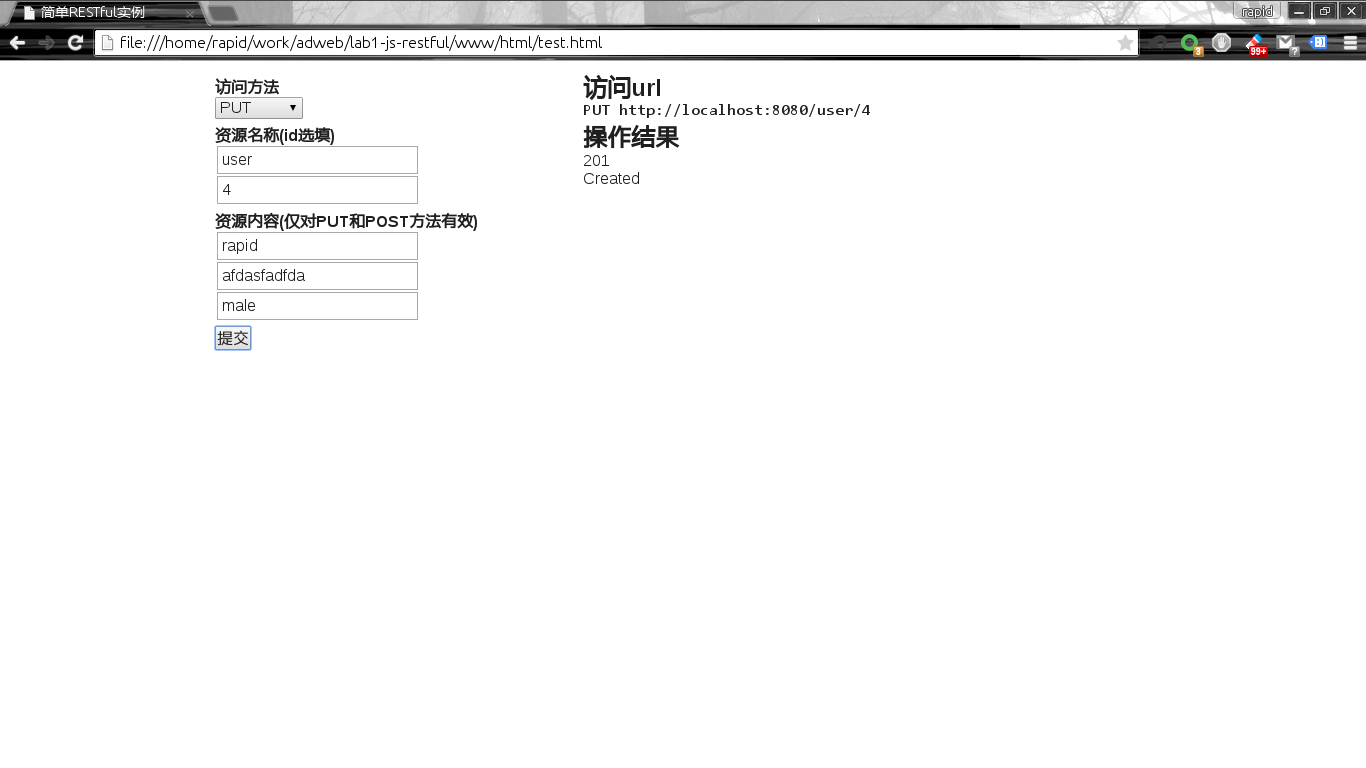 简单RESTful实例
rapid
file:///home/rapid/work/adweb/lab1-js-restful/www/html/test.html
3
99+
?
访问方法
PUT
资源名称(id选填)
user
4
资源内容(仅对PUT和POST方法有效)
rapid
afdasfadfda
male
提交
访问url
PUT http://localhost:8080/user/4
操作结果
201
Created